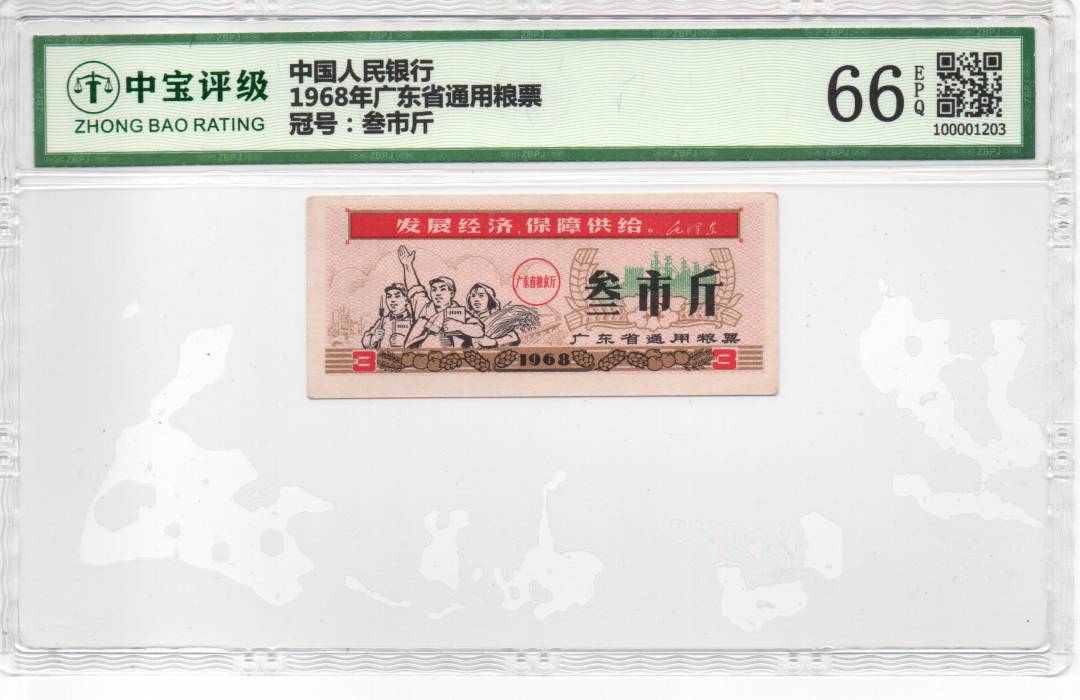 中宝评级
ZHONG BAO RATING
中国人民银行
1968年广东省通用粮票
冠号：叁市斤
66
EPQ
100001203
发展经济、保障供给。毛泽东
广东省粮食厅
叁市斤
广东省通用粮票
3
1968
3